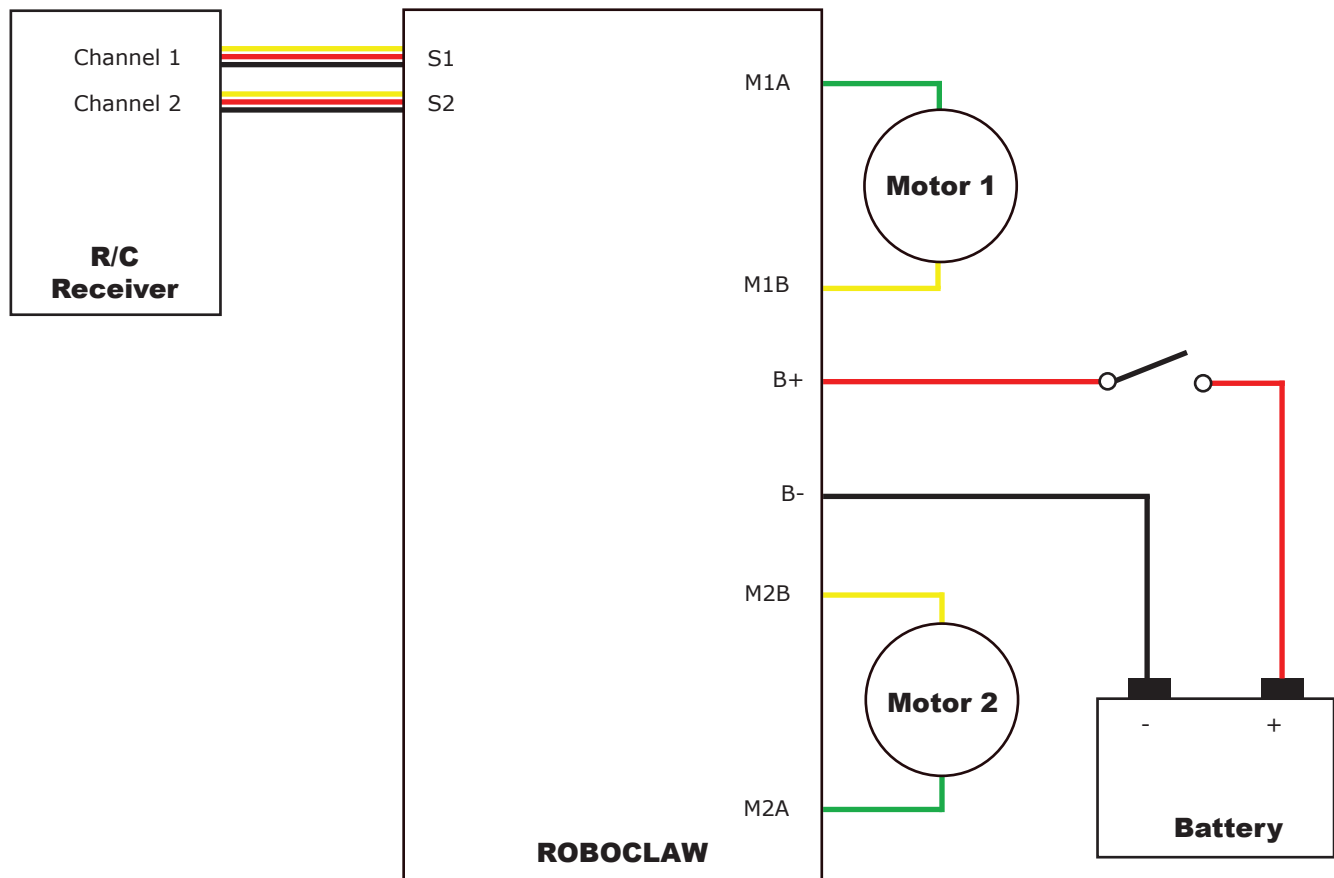 Channel 1
Channel 2
R/C
Receiver
S1
S2
M1A
M1B
B+
B-
M2B
M2A
ROBOCLAW
Motor 1
Motor 2
- +
Battery